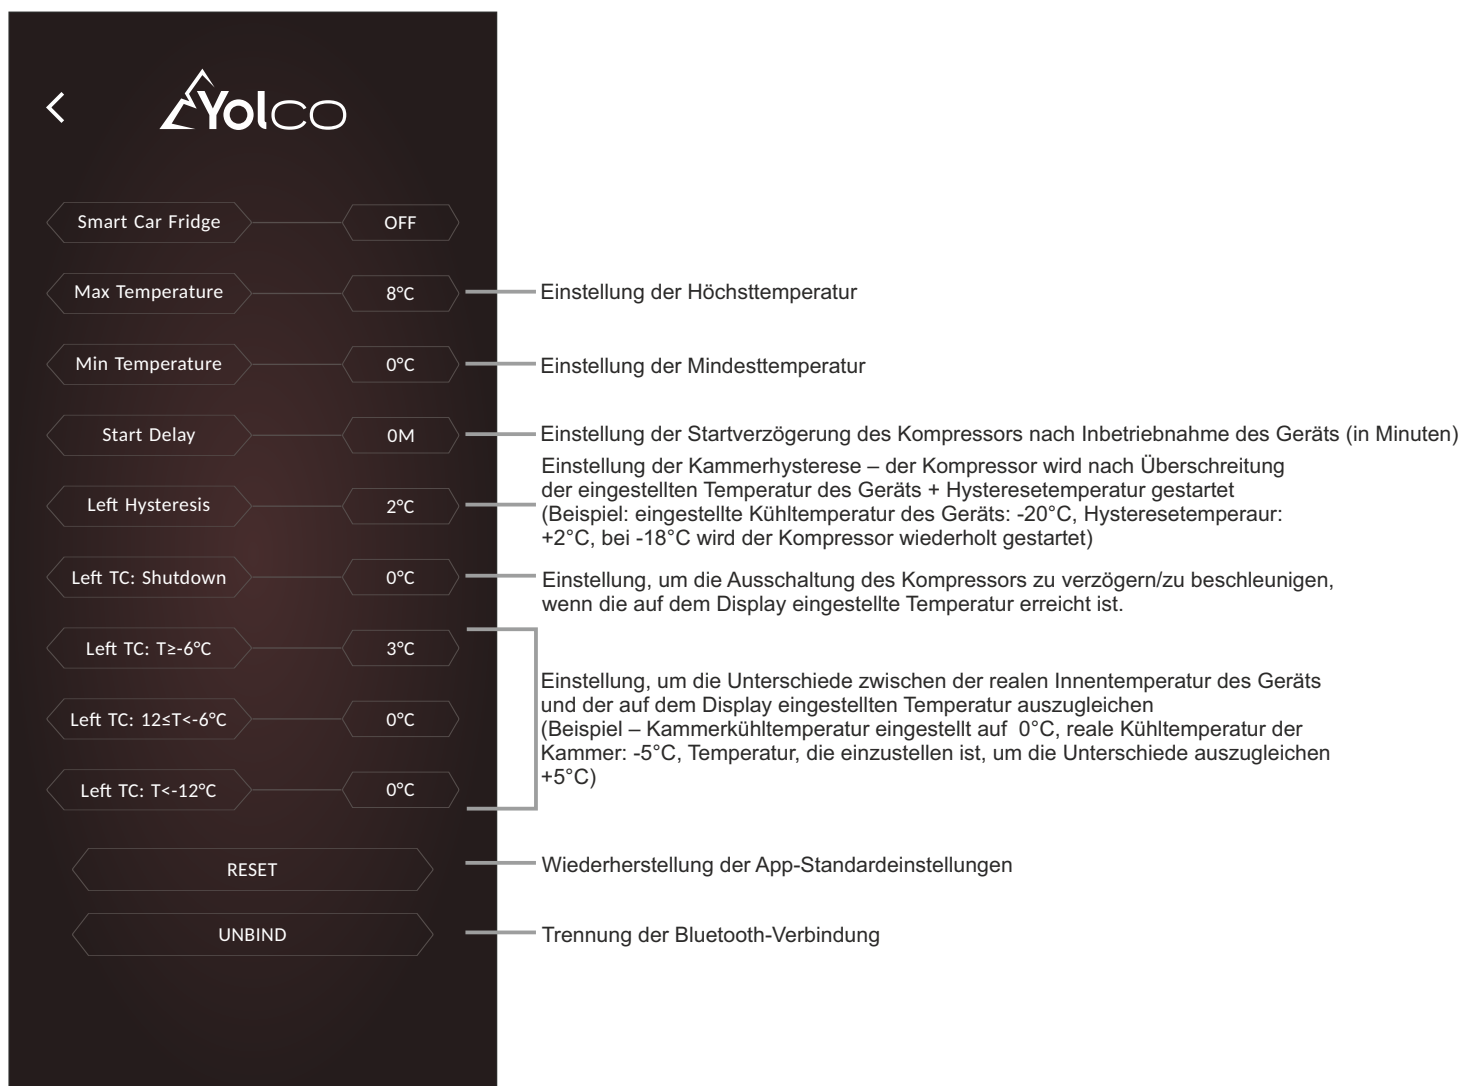 Yolco
Smart Car Fridge OFF
Max Temperature 8°C Einstellung der Höchsttemperatur
Min Temperature 0°C Einstellung der Mindesttemperatur
Start Delay 0M Einstellung der Startverzögerung des Kompressors nach Inbetriebnahme des Geräts (in Minuten)
Left Hysteresis 2°C
Einstellung der Kammerhysterese – der Kompressor wird nach Überschreitung
der eingestellten Temperatur des Geräts + Hysteresetemperatur gestartet
(Beispiel: eingestellte Kühltemperatur des Geräts: -20°C, Hysteresetemperaur:
+2°C, bei -18°C wird der Kompressor wiederholt gestartet)
Left TC: Shutdown 0°C
Einstellung, um die Ausschaltung des Kompressors zu verzögern/zu beschleunigen,
wenn die auf dem Display eingestellte Temperatur erreicht ist.
Left TC: T≥-6°C 3°C
Left TC: 12≤T<-6°C 0°C
Left TC: T<-12°C 0°C
Einstellung, um die Unterschiede zwischen der realen Innentemperatur des Geräts
und der auf dem Display eingestellten Temperatur auszugleichen
(Beispiel – Kammerkühltemperatur eingestellt auf 0°C, reale Kühltemperatur der
Kammer: -5°C, Temperatur, die einzustellen ist, um die Unterschiede auszugleichen
+5°C)
RESET Wiederherstellung der App-Standardeinstellungen
UNBIND Trennung der Bluetooth-Verbindung